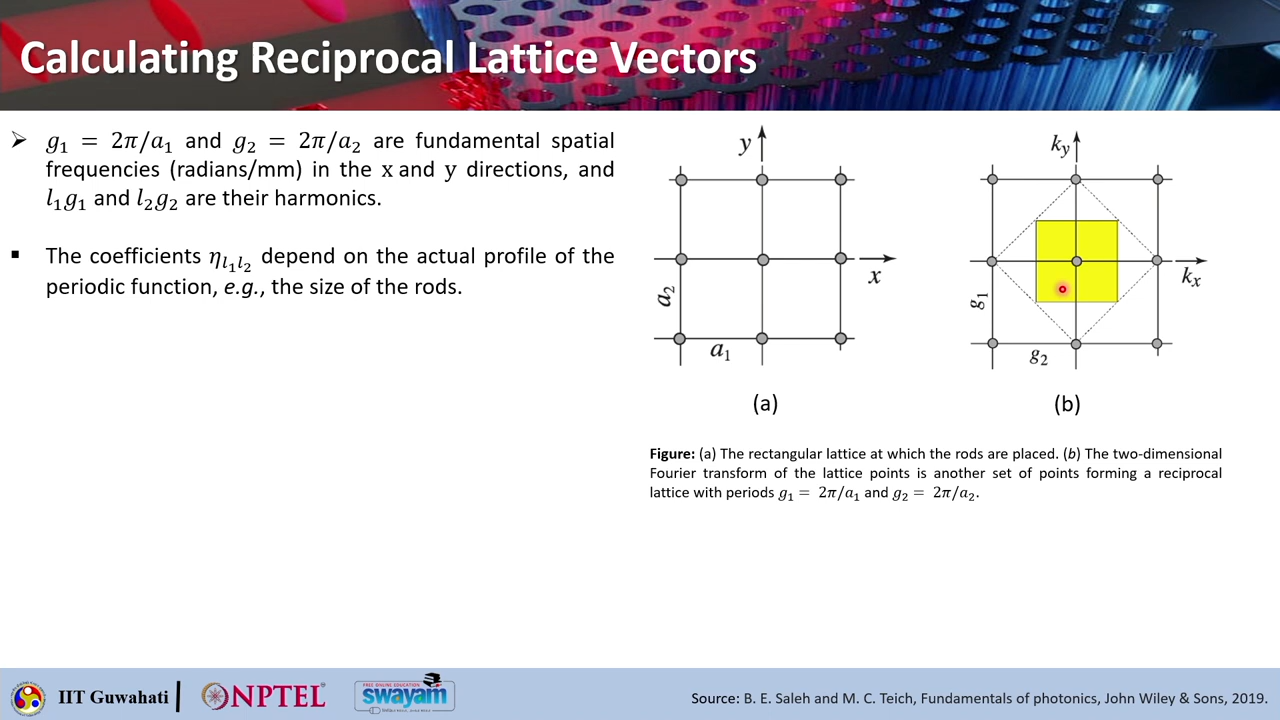 Calculating Reciprocal Lattice Vectors
➢ g₁ = 2π/a₁ and g₂ = 2π/a₂ are fundamental spatial
frequencies (radians/mm) in the x and y directions, and
l₁g₁ and l₂g₂ are their harmonics.
▪ The coefficients η_{l₁l₂} depend on the actual profile of the
periodic function, e.g., the size of the rods.
y
x
a₂
a₁
(a)
k_y
k_x
g₁
g₂
(b)
Figure: (a) The rectangular lattice at which the rods are placed. (b) The two-dimensional
Fourier transform of the lattice points is another set of points forming a reciprocal
lattice with periods g₁ = 2π/a₁ and g₂ = 2π/a₂.
IIT Guwahati
NPTEL
FREE ONLINE EDUCATION
swayam
Source: B. E. Saleh and M. C. Teich, Fundamentals of photonics, John Wiley & Sons, 2019.